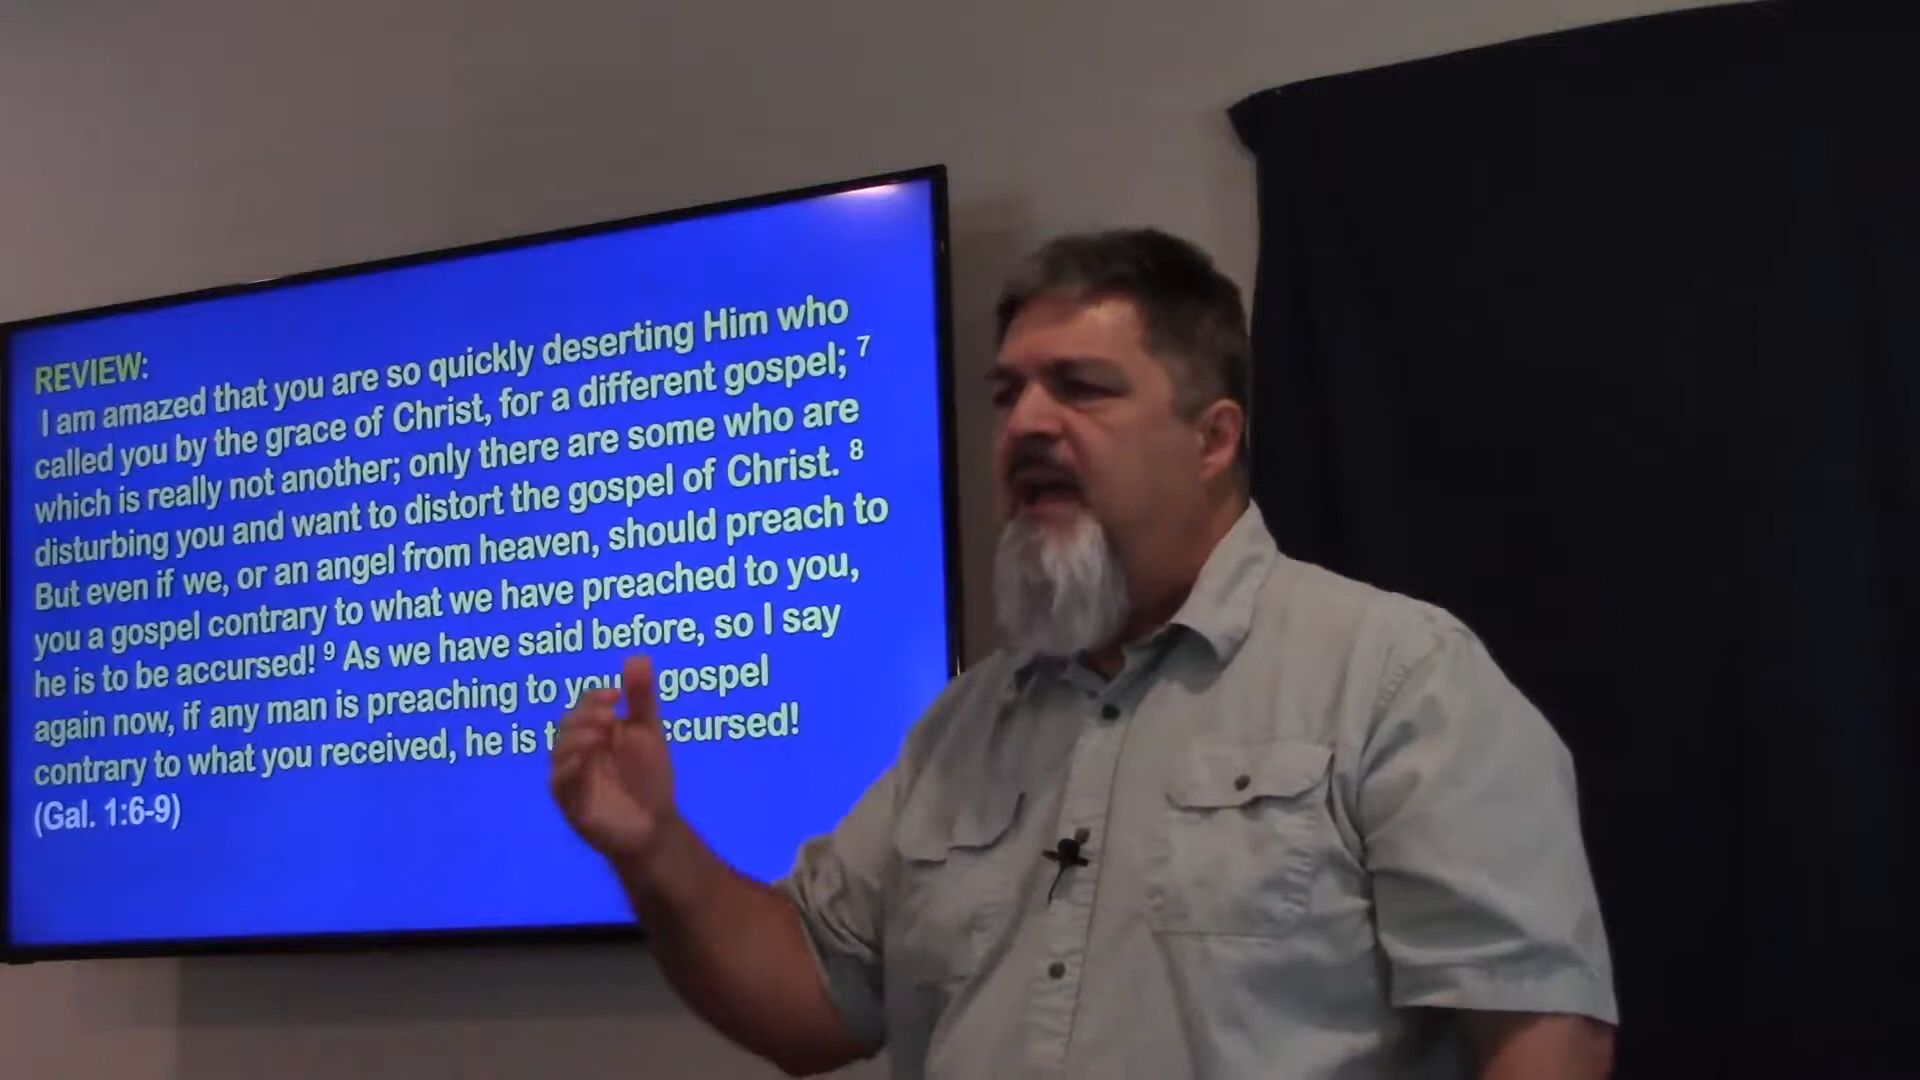 REVIEW:
I am amazed that you are so quickly deserting Him who
called you by the grace of Christ, for a different gospel; 7
which is really not another; only there are some who are
disturbing you and want to distort the gospel of Christ. 8
But even if we, or an angel from heaven, should preach to
you a gospel contrary to what we have preached to you,
he is to be accursed! 9 As we have said before, so I say
again now, if any man is preaching to you gospel
contrary to what you received, he is ccursed!
(Gal. 1:6-9)